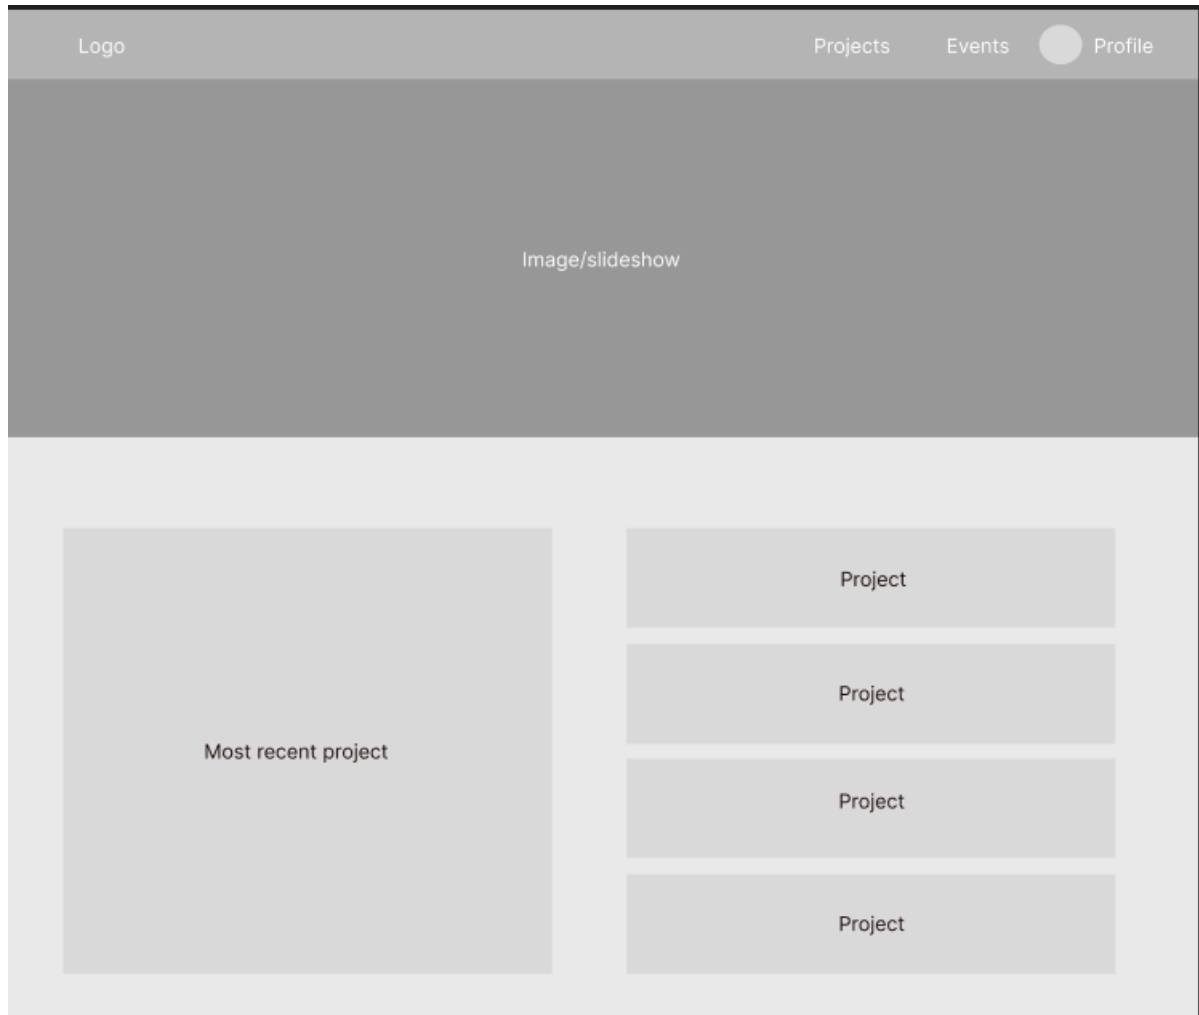 Logo Projects Events Profile
Image/slideshow
Most recent project
Project
Project
Project
Project